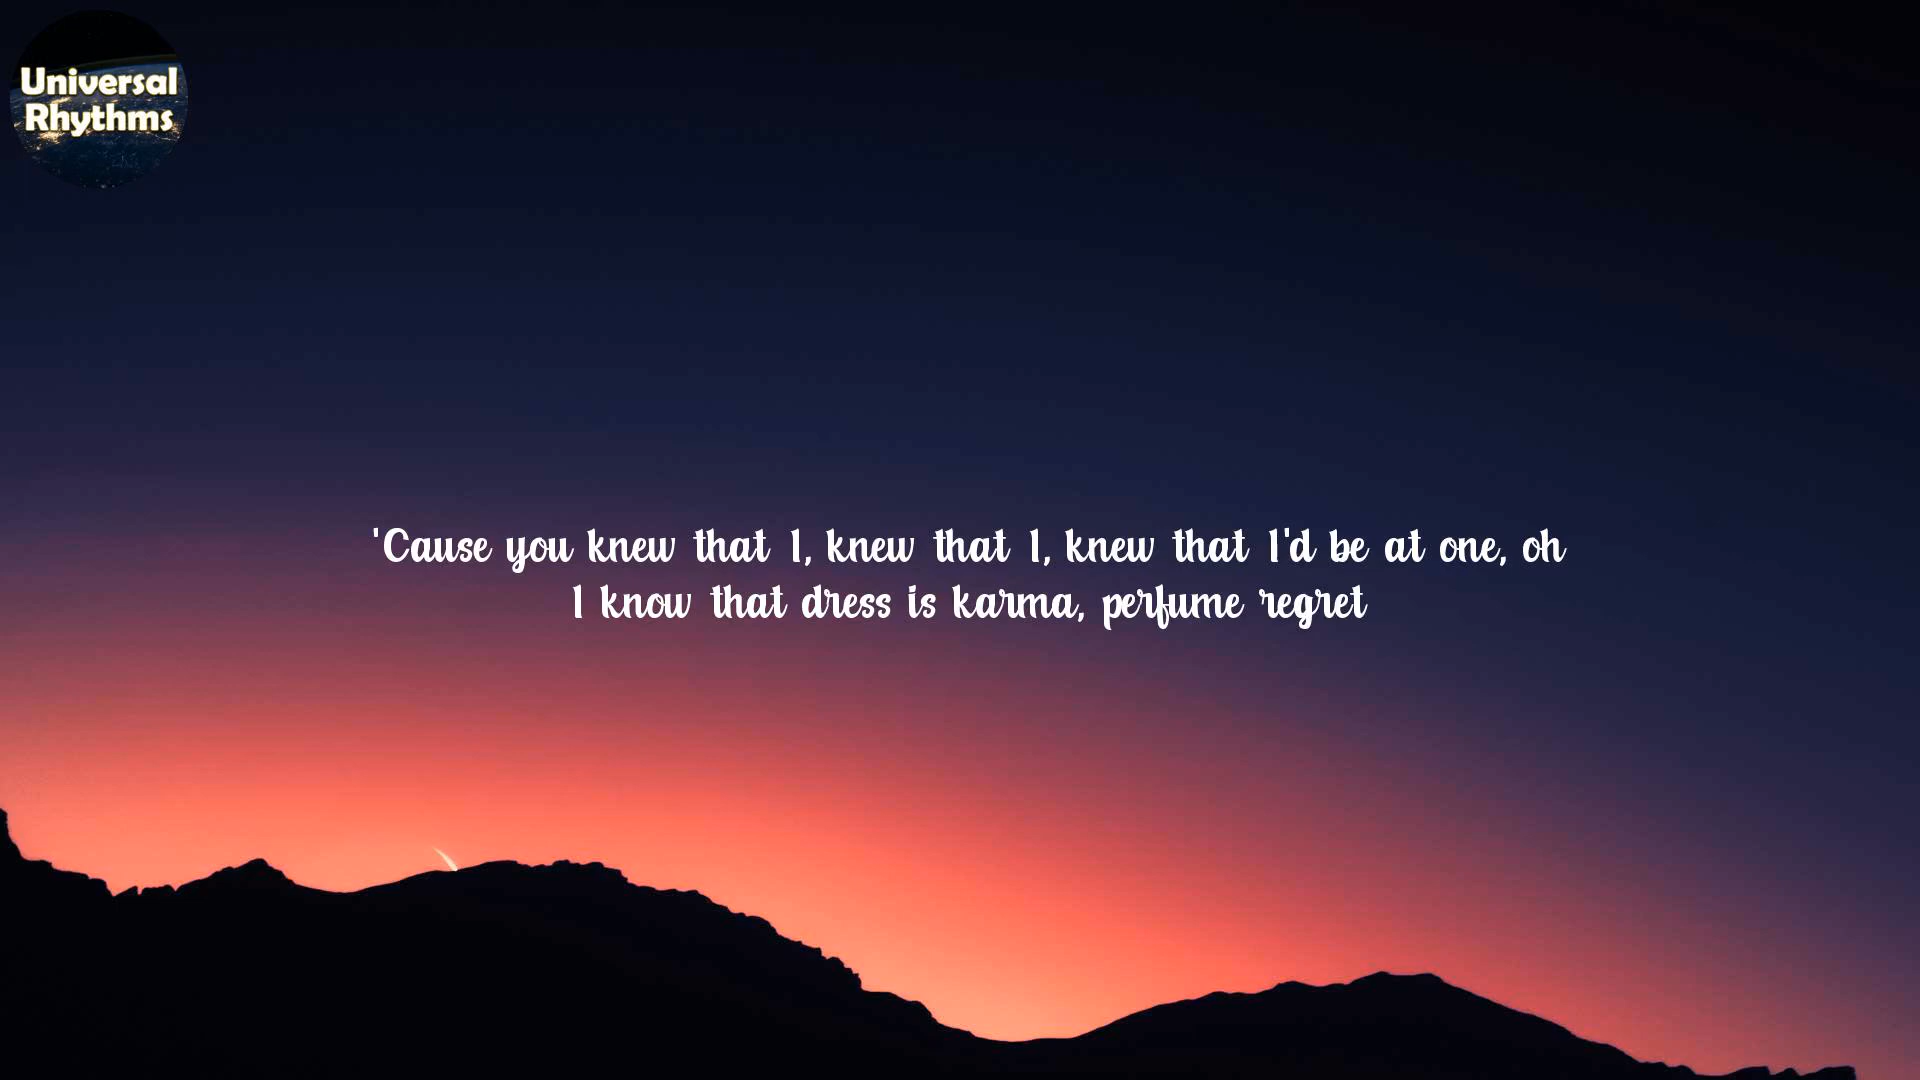 Universal
Rhythms
'Cause you knew that I, knew that I, knew that I'd be at one, oh
I know that dress is karma, perfume regret